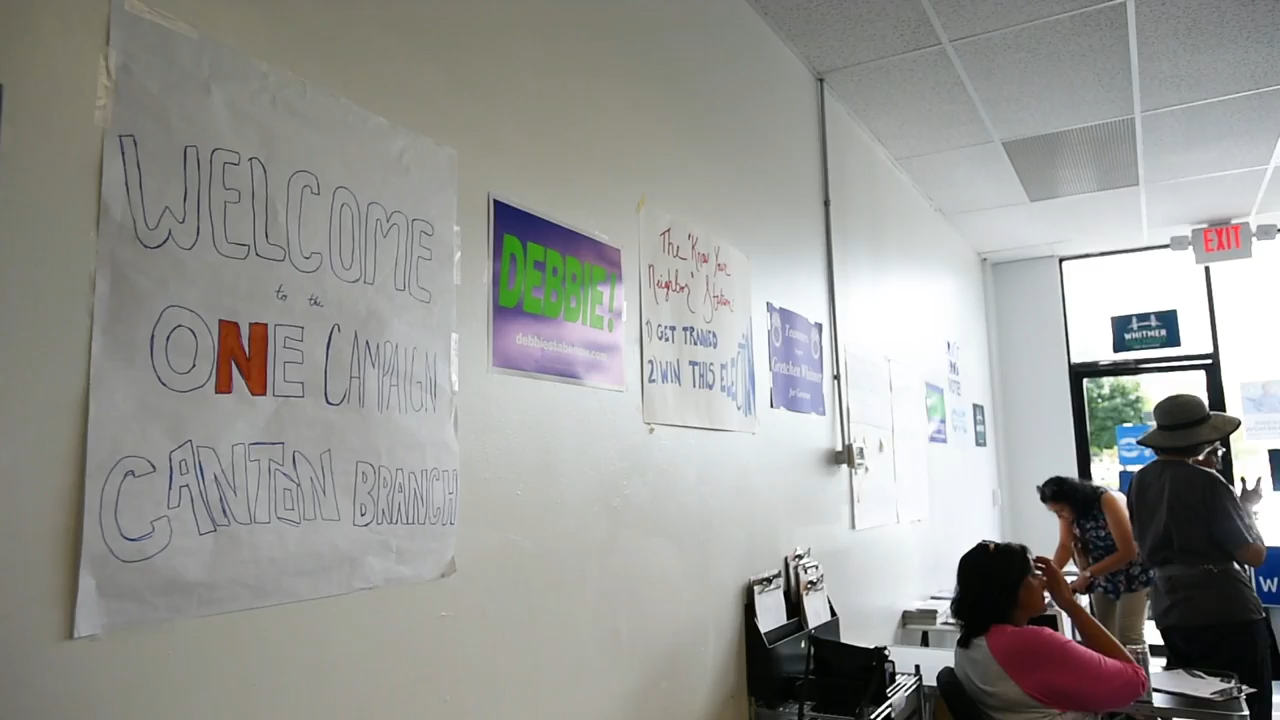 WELCOME
to the
ONE CAMPAIGN
CANTON BRANCH
DEBBIE!
debbiestabenow.com
The "Know Your
Neighbor" Station:
1) GET TRAINED
2) WIN THIS ELECTION
Teamsters
Gretchen Whitmer
for Governor
EXIT
WHITMER
W